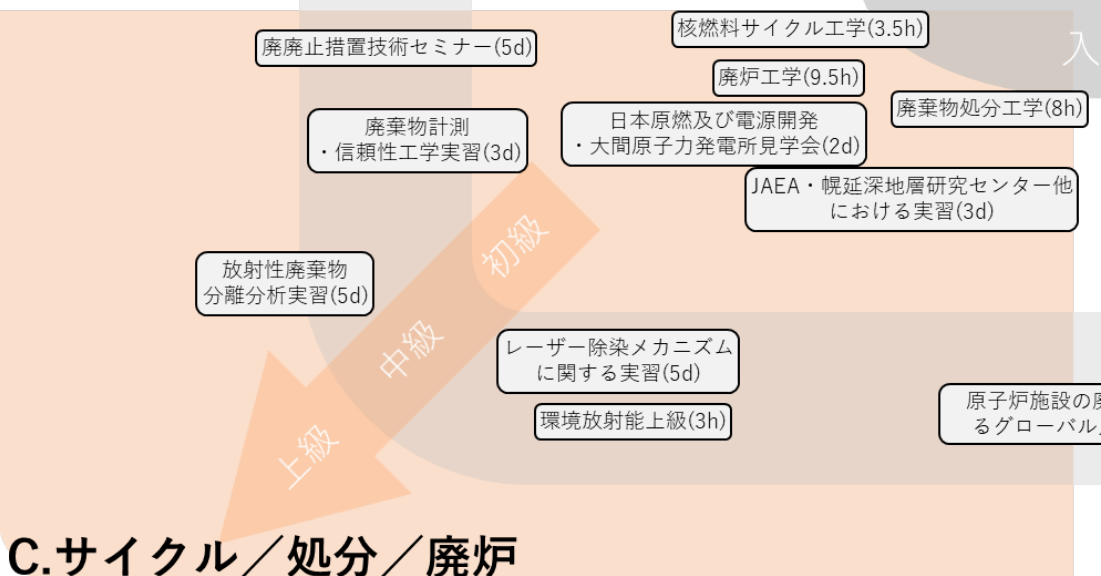 核燃料サイクル工学(3.5h)
入
廃廃止措置技術セミナー(5d)
廃炉工学(9.5h)
廃棄物処分工学(8h)
廃棄物計測
・信頼性工学実習(3d)
日本原燃及び電源開発
・大間原子力発電所見学会(2d)
JAEA・幌延深地層研究センター他
における実習(3d)
初級
放射性廃棄物
分離分析実習(5d)
中級
レーザー除染メカニズム
に関する実習(5d)
環境放射能上級(3h)
原子炉施設の廃
るグローバル
上級
C.サイクル／処分／廃炉